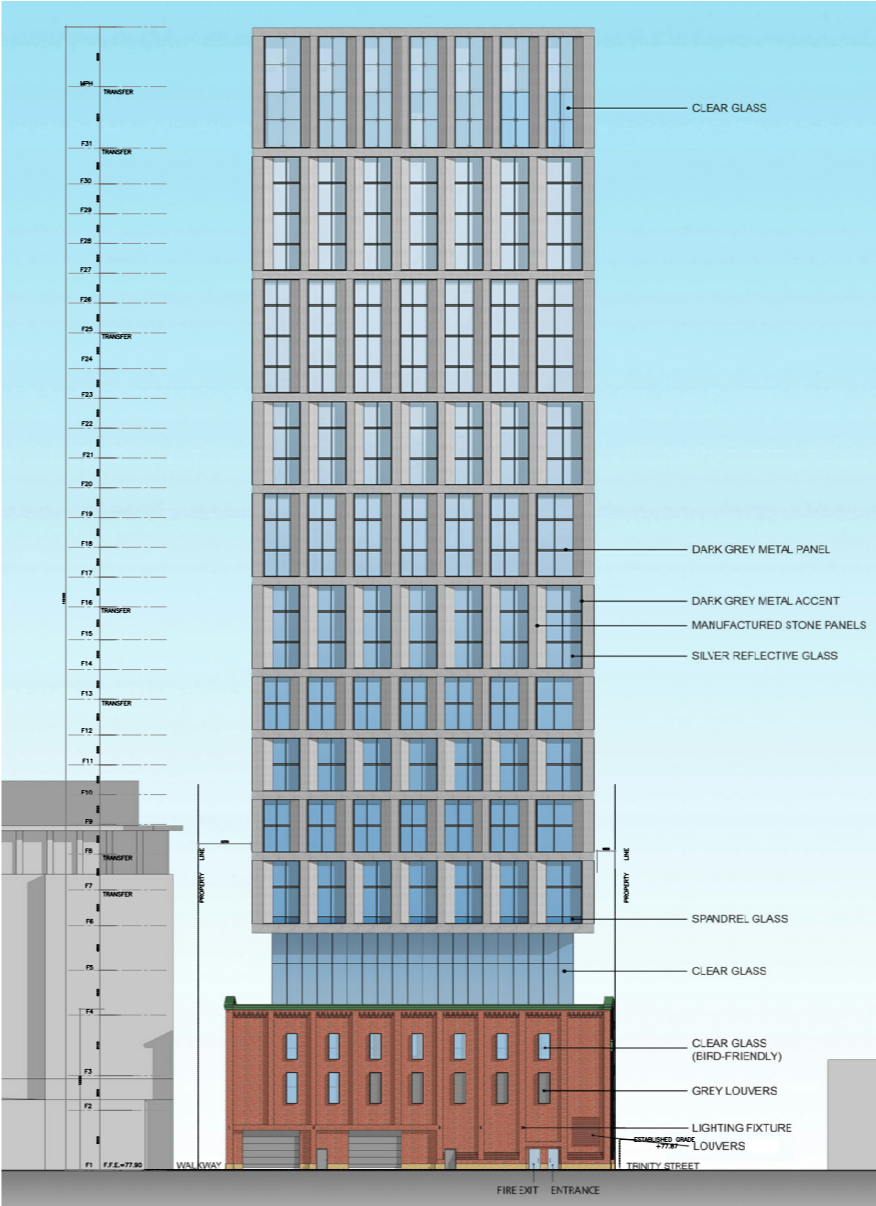 MPH
TRANSFER
CLEAR GLASS
F31
TRANSFER
F30
F29
F28
F27
F26
F25
TRANSFER
F24
F23
F22
F21
F20
F19
F18
DARK GREY METAL PANEL
F17
F16
TRANSFER
DARK GREY METAL ACCENT
MANUFACTURED STONE PANELS
F15
SILVER REFLECTIVE GLASS
F14
F13
TRANSFER
F12
F11
F10
F9
F8
TRANSFER
PROPERTY LINE
PROPERTY LINE
F7
TRANSFER
F6
SPANDREL GLASS
F5
CLEAR GLASS
F4
CLEAR GLASS
(BIRD-FRIENDLY)
F3
GREY LOUVERS
F2
LIGHTING FIXTURE
ESTABLISHED GRADE
+77.87
LOUVERS
F1 F.F.E.=77.90
WALKWAY
TRINITY STREET
FIRE EXIT ENTRANCE